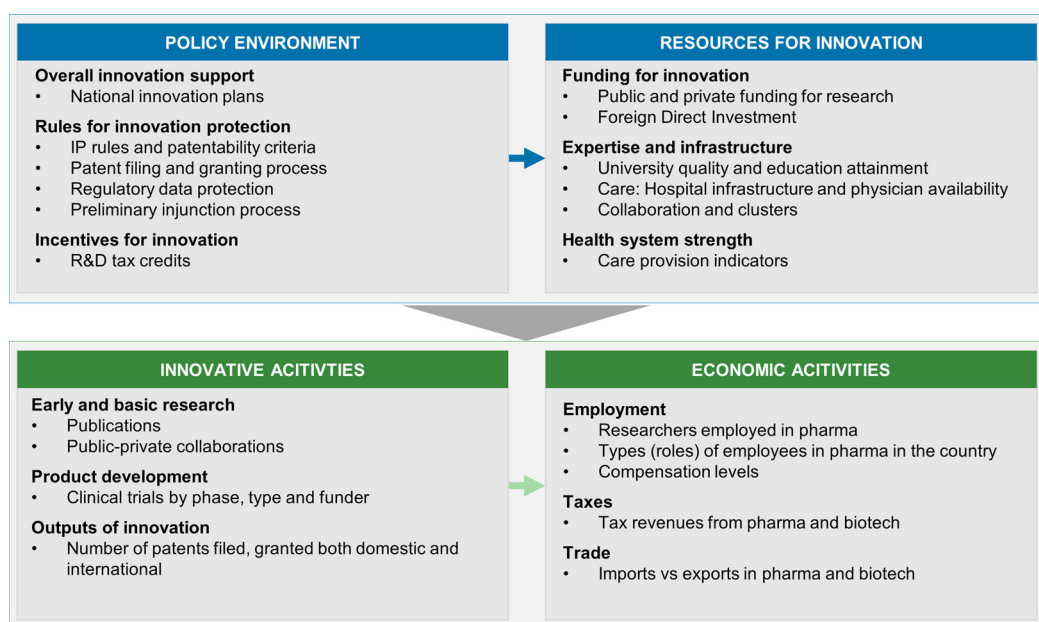 POLICY ENVIRONMENT
Overall innovation support
• National innovation plans
Rules for innovation protection
• IP rules and patentability criteria
• Patent filing and granting process
• Regulatory data protection
• Preliminary injunction process
Incentives for innovation
• R&D tax credits
RESOURCES FOR INNOVATION
Funding for innovation
• Public and private funding for research
• Foreign Direct Investment
Expertise and infrastructure
• University quality and education attainment
• Care: Hospital infrastructure and physician availability
• Collaboration and clusters
Health system strength
• Care provision indicators
INNOVATIVE ACITIVTIES
Early and basic research
• Publications
• Public-private collaborations
Product development
• Clinical trials by phase, type and funder
Outputs of innovation
• Number of patents filed, granted both domestic and
international
ECONOMIC ACITIVITIES
Employment
• Researchers employed in pharma
• Types (roles) of employees in pharma in the country
• Compensation levels
Taxes
• Tax revenues from pharma and biotech
Trade
• Imports vs exports in pharma and biotech